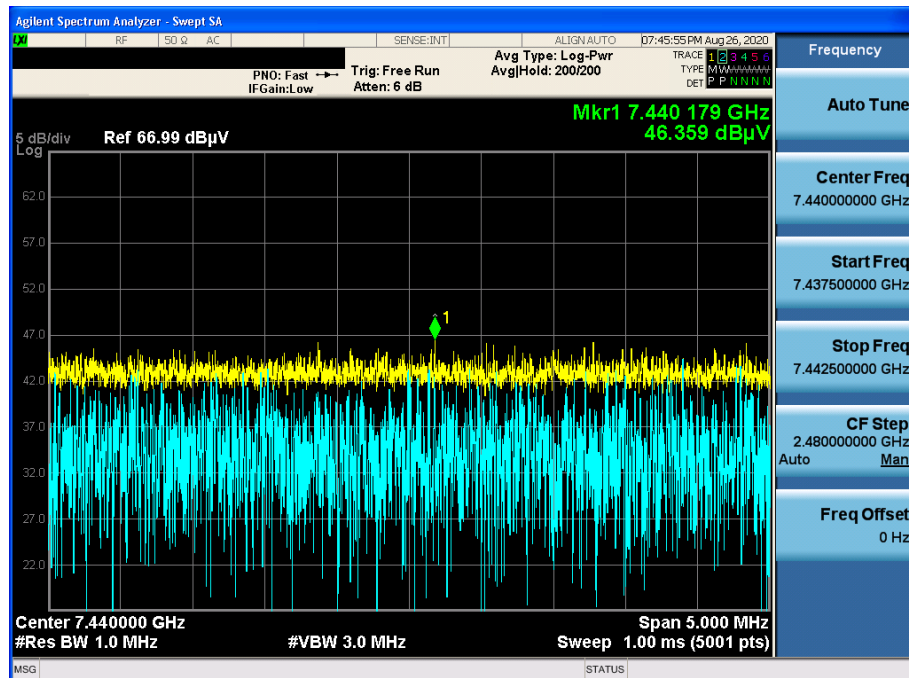 Agilent Spectrum Analyzer - Swept SA
LXI RF 50 Ω AC SENSE:INT ALIGN AUTO 07:45:55 PM Aug 26, 2020
PNO: Fast Trig: Free Run Avg Type: Log-Pwr TRACE 1 2 3 4 5 6
IFGain:Low Atten: 6 dB Avg|Hold: 200/200 TYPE M W W W W W
DET P P N N N N
Mkr1 7.440 179 GHz
46.359 dBµV
5 dB/div Ref 66.99 dBµV
Log
62.0
57.0
52.0
47.0
42.0
37.0
32.0
27.0
22.0
1
Center 7.440000 GHz Span 5.000 MHz
#Res BW 1.0 MHz #VBW 3.0 MHz Sweep 1.00 ms (5001 pts)
MSG STATUS
Frequency
Auto Tune
Center Freq
7.440000000 GHz
Start Freq
7.437500000 GHz
Stop Freq
7.442500000 GHz
CF Step
2.480000000 GHz
Auto Man
Freq Offset
0 Hz